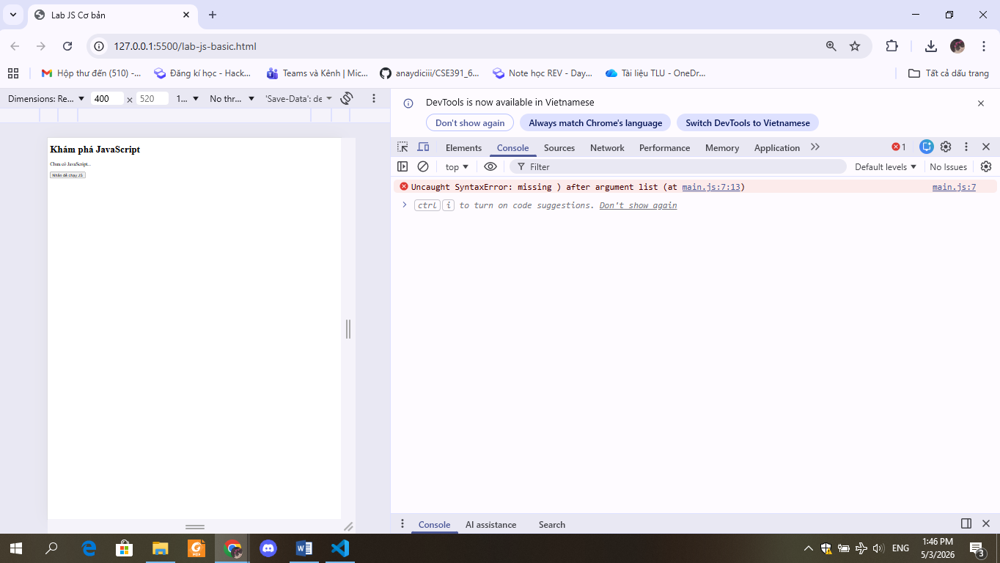 Lab JS Cơ bản
127.0.0.1:5500/lab-js-basic.html
Hộp thư đến (510) -... Đăng kí học - Hack... Teams và Kênh | Mic... anaydiciii/CSE391_6... Note học REV - Day... Tài liệu TLU - OneDr... Tất cả dấu trang
Dimensions: Re... 400 × 520 1... No thr... 'Save-Data': de
DevTools is now available in Vietnamese
Don't show again Always match Chrome's language Switch DevTools to Vietnamese
Elements Console Sources Network Performance Memory Application 1
top Filter Default levels No Issues
Uncaught SyntaxError: missing ) after argument list (at main.js:7:13) main.js:7
ctrl i to turn on code suggestions. Don't show again
Khám phá JavaScript
Chưa có JavaScript...
Nhấn để chạy JS
Console AI assistance Search
PDF
ENG
1:46 PM
5/3/2026
3